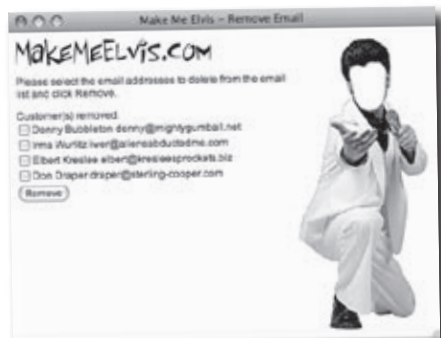 Make Me Elvis – Remove Email
MakeMeElvis.com
Please select the email addresses to delete from the email
list and click Remove.
Customer(s) removed.
Denny Bubbleton denny@mightygumball.net
Irma Wurlitz iwer@aliensabductedme.com
Elbert Kreslee elbert@kresleesprockets.biz
Don Draper draper@sterling-cooper.com
Remove